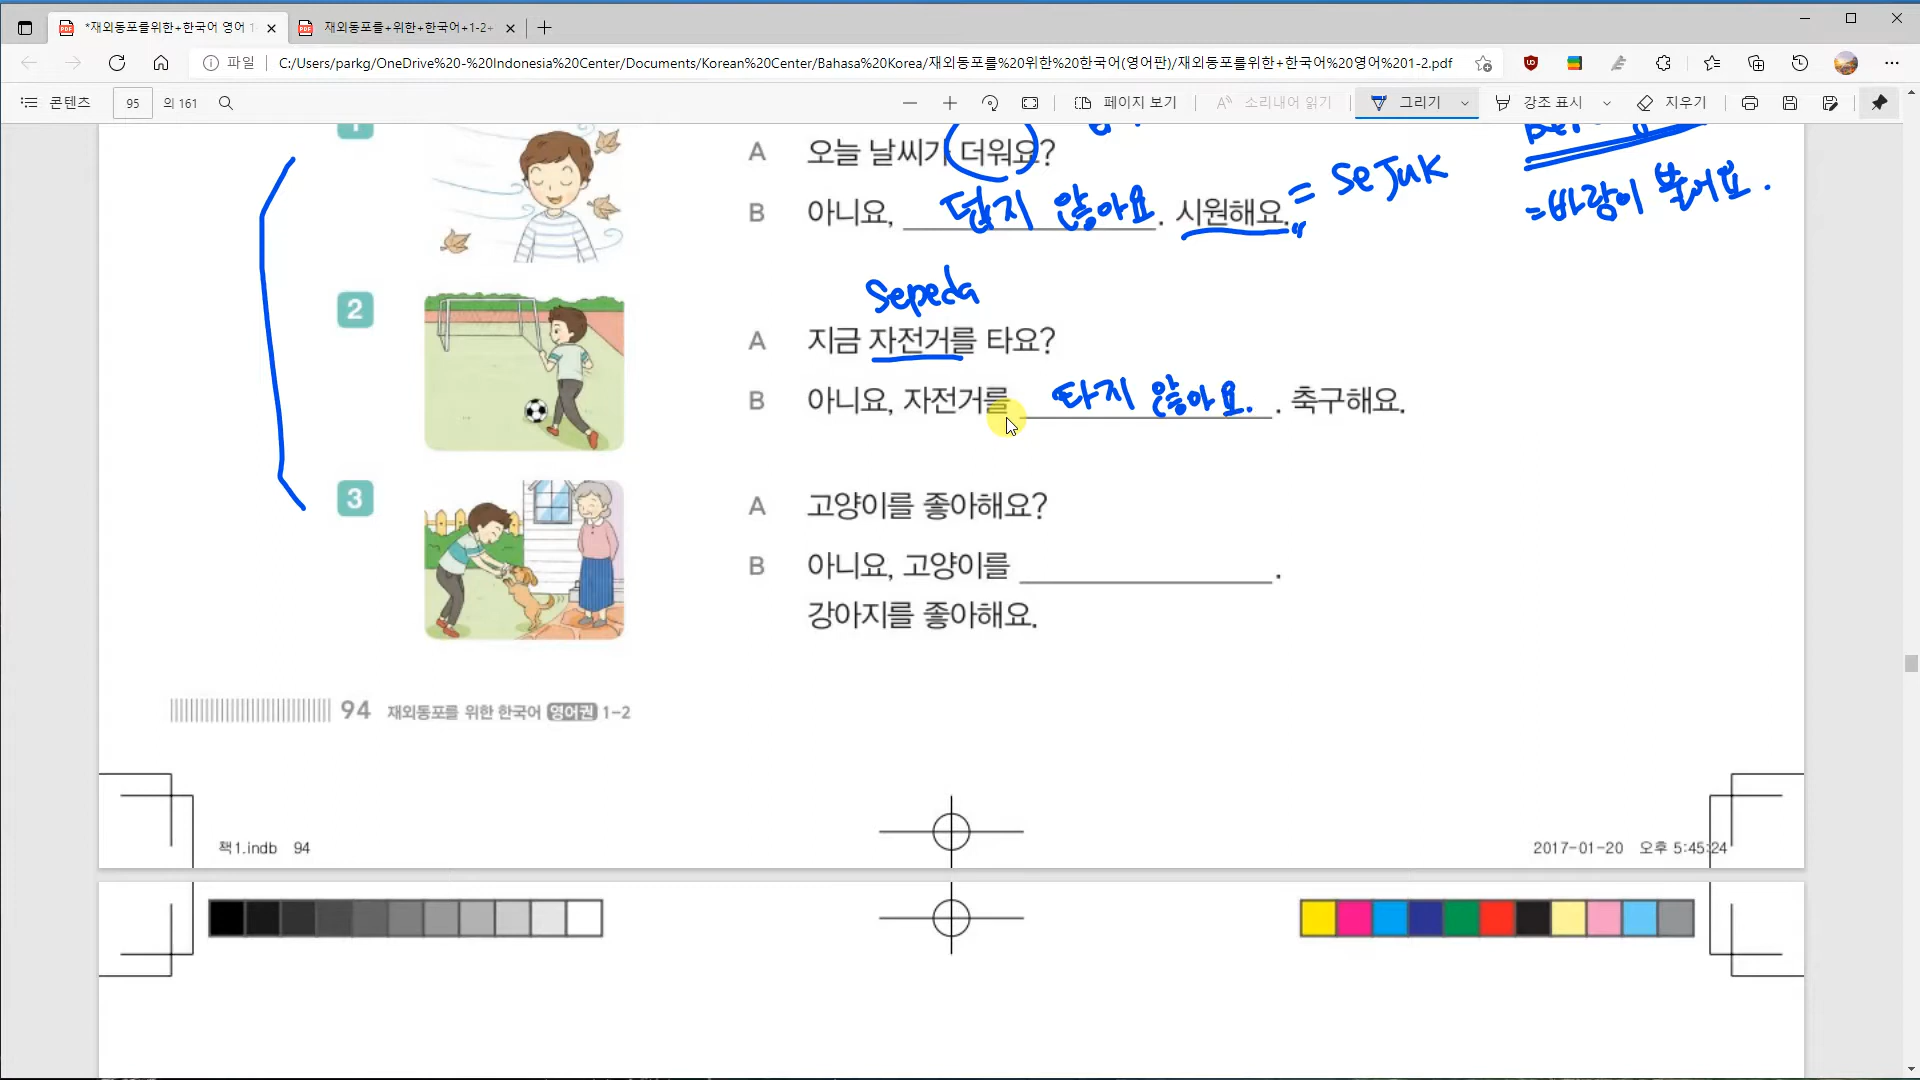 *재외동포를위한+한국어 영어 1-
재외동포를+위한+한국어+1-2+
파일
C:/Users/parkg/OneDrive%20-%20Indonesia%20Center/Documents/Korean%20Center/Bahasa%20Korea/재외동포를%20위한%20한국어(영어판)/재외동포를위한+한국어%20영어%201-2.pdf
콘텐츠 95 의 161 페이지 보기 소리내어 읽기 그리기 강조 표시 지우기
1
A 오늘 날씨가 더워요?
B 아니요, 덥지 않아요. 시원해요. = SeJuK
=바람이 불어요.
Sepeda
2
A 지금 자전거를 타요?
B 아니요, 자전거를 타지 않아요. . 축구해요.
3
A 고양이를 좋아해요?
B 아니요, 고양이를 ________________.
강아지를 좋아해요.
94 재외동포를 위한 한국어 영어권 1-2
책1.indb 94
2017-01-20 오후 5:45:24